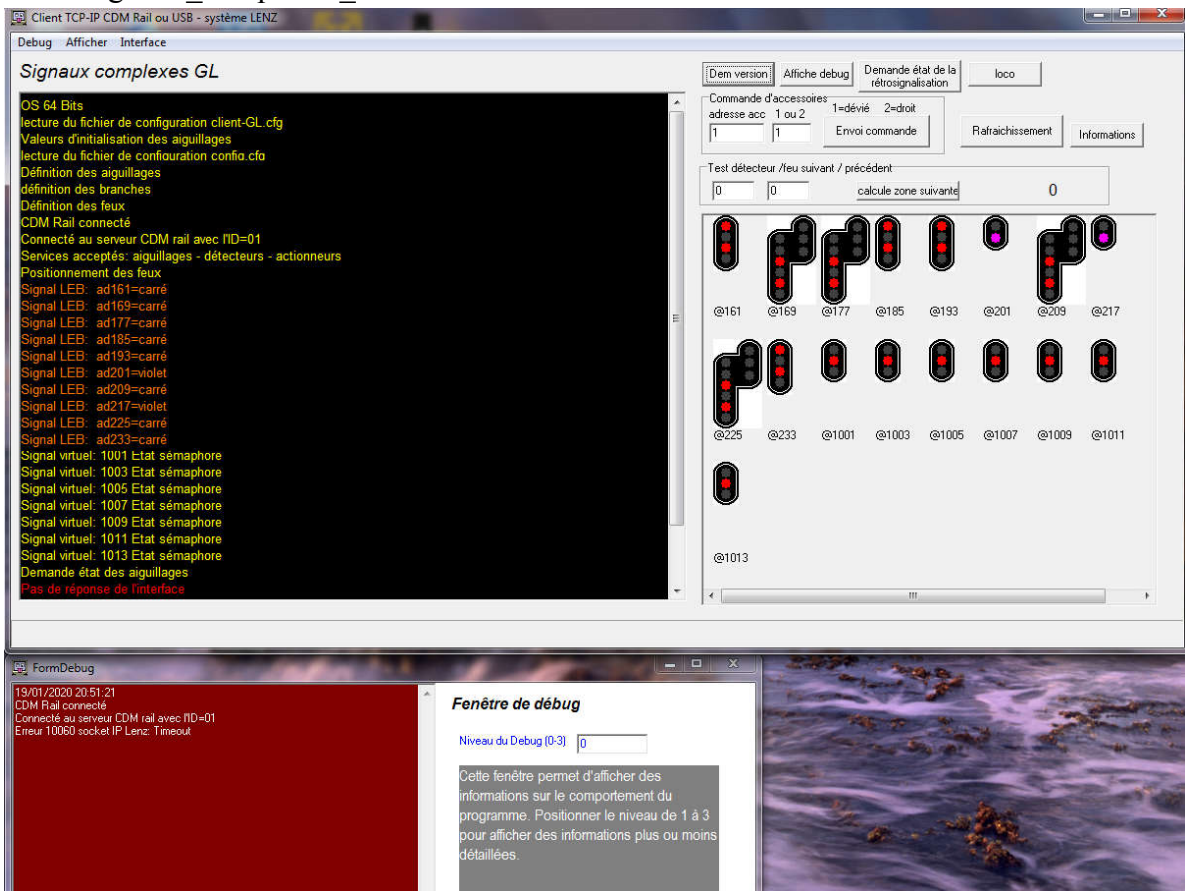 Client TCP-IP CDM Rail ou USB - système LENZ
Debug Afficher Interface
Signaux complexes GL
OS 64 Bits
lecture du fichier de configuration client-GL.cfg
Valeurs d'initialisation des aiguillages
lecture du fichier de configuration config.cfg
Définition des aiguillages
définition des branches
Définition des feux
CDM Rail connecté
Connecté au serveur CDM rail avec l'ID=01
Services acceptés: aiguillages - détecteurs - actionneurs
Positionnement des feux
Signal LEB: ad161=carré
Signal LEB: ad169=carré
Signal LEB: ad177=carré
Signal LEB: ad185=carré
Signal LEB: ad193=carré
Signal LEB: ad201=violet
Signal LEB: ad209=carré
Signal LEB: ad217=violet
Signal LEB: ad225=carré
Signal LEB: ad233=carré
Signal virtuel: 1001 Etat sémaphore
Signal virtuel: 1003 Etat sémaphore
Signal virtuel: 1005 Etat sémaphore
Signal virtuel: 1007 Etat sémaphore
Signal virtuel: 1009 Etat sémaphore
Signal virtuel: 1011 Etat sémaphore
Signal virtuel: 1013 Etat sémaphore
Demande état des aiguillages
Pas de réponse de l'interface
Dem version Affiche debug Demande état de la
rétrosignalisation
loco
Commande d'accessoires
adresse acc 1 ou 2 1=dévié 2=droit
1 1 Envoi commande Rafraichissement Informations
Test détecteur /feu suivant / précédent
0 0 calcule zone suivante 0
@161 @169 @177 @185 @193 @201 @209 @217
@225 @233 @1001 @1003 @1005 @1007 @1009 @1011
@1013
FormDebug
19/01/2020 20:51:21
CDM Rail connecté
Connecté au serveur CDM rail avec l'ID=01
Erreur 10060 socket IP Lenz: Timeout
Fenêtre de débug
Niveau du Debug (0-3) 0
Cette fenêtre permet d'afficher des
informations sur le comportement du
programme. Positionner le niveau de 1 à 3
pour afficher des informations plus ou moins
détaillées.